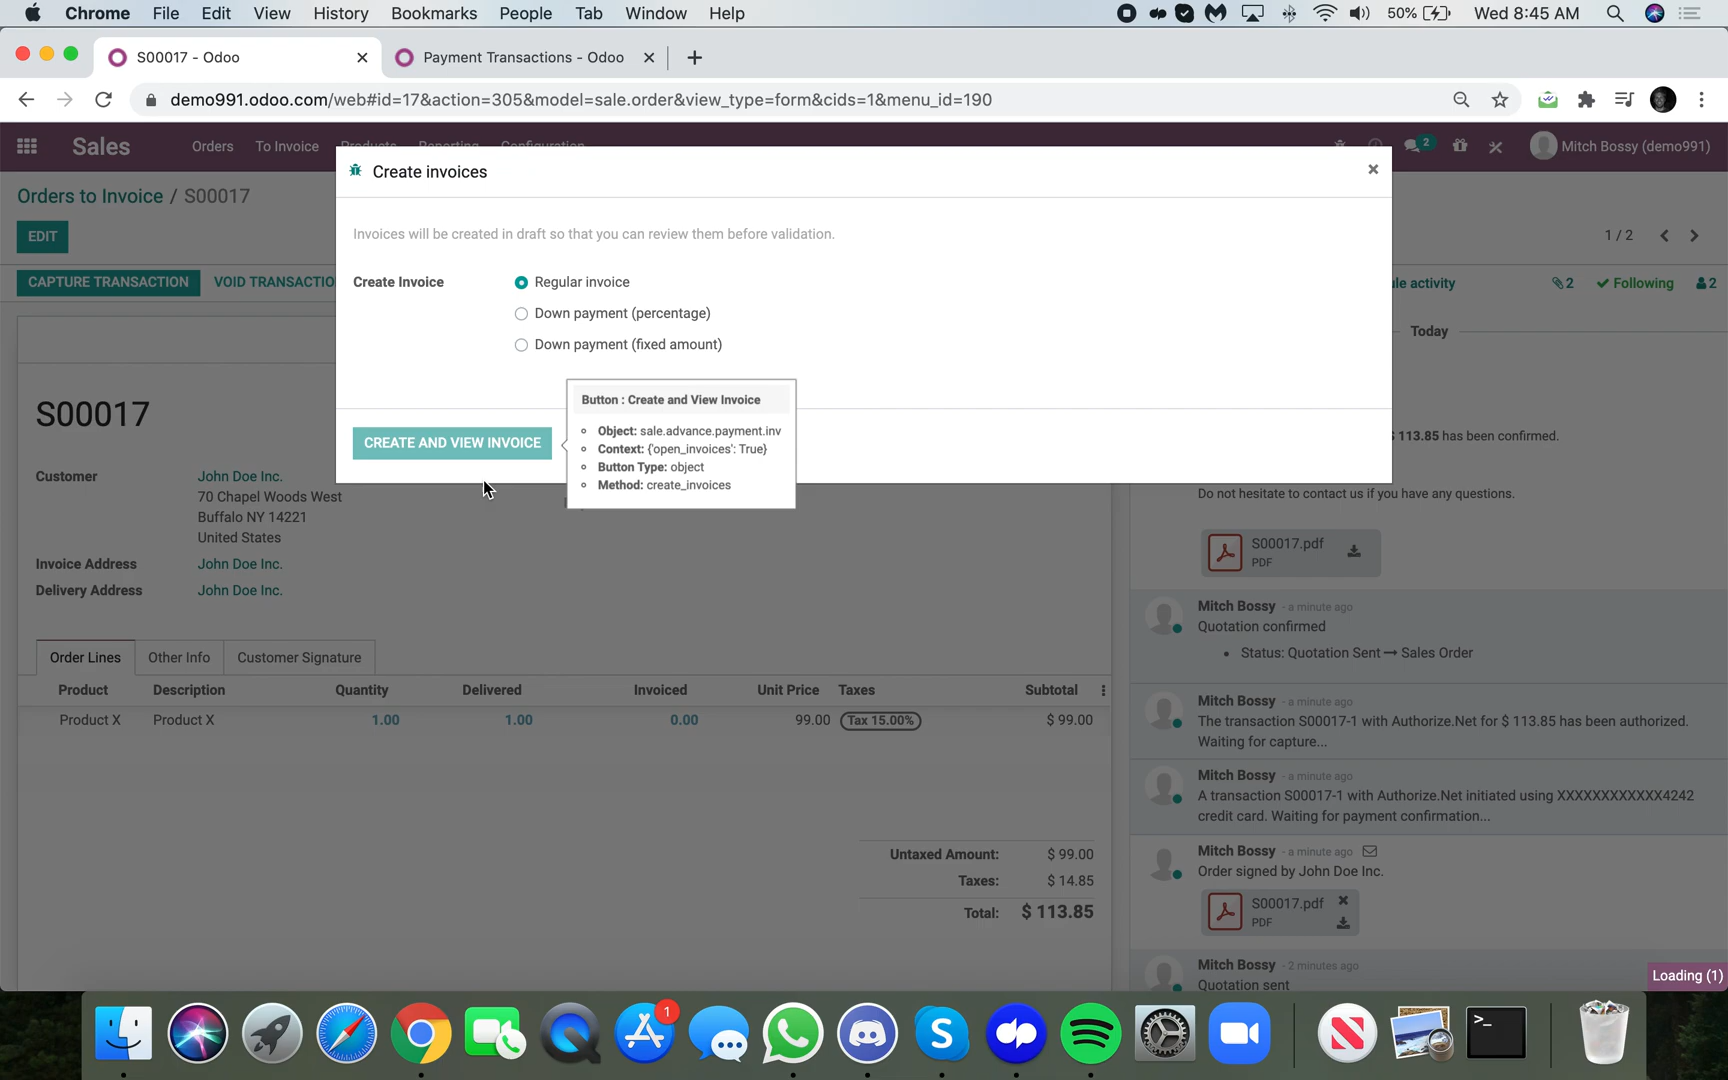 Chrome File Edit View History Bookmarks People Tab Window Help 50% Wed 8:45 AM
S00017 - Odoo
Payment Transactions - Odoo
demo991.odoo.com/web#id=17&action=305&model=sale.order&view_type=form&cids=1&menu_id=190
Sales Orders To Invoice Products Reporting Configuration 2 Mitch Bossy (demo991)
Create invoices
Orders to Invoice / S00017
EDIT
Invoices will be created in draft so that you can review them before validation.
1 / 2
CAPTURE TRANSACTION VOID TRANSACTIO
Create Invoice
Regular invoice
Down payment (percentage)
Down payment (fixed amount)
ule activity 2 Following 2
Today
Button : Create and View Invoice
Object: sale.advance.payment.inv
Context: {'open_invoices': True}
Button Type: object
Method: create_invoices
CREATE AND VIEW INVOICE
S00017
$ 113.85 has been confirmed.
Do not hesitate to contact us if you have any questions.
Customer
John Doe Inc.
70 Chapel Woods West
Buffalo NY 14221
United States
Invoice Address John Doe Inc.
Delivery Address John Doe Inc.
S00017.pdf
PDF
Mitch Bossy - a minute ago
Quotation confirmed
Status: Quotation Sent → Sales Order
Order Lines Other Info Customer Signature
Product Description Quantity Delivered Invoiced Unit Price Taxes Subtotal
Product X Product X 1.00 1.00 0.00 99.00 Tax 15.00% $ 99.00
Mitch Bossy - a minute ago
The transaction S00017-1 with Authorize.Net for $ 113.85 has been authorized.
Waiting for capture...
Mitch Bossy - a minute ago
A transaction S00017-1 with Authorize.Net initiated using XXXXXXXXXXXX4242
credit card. Waiting for payment confirmation...
Untaxed Amount: $ 99.00
Taxes: $ 14.85
Total: $ 113.85
Mitch Bossy - a minute ago
Order signed by John Doe Inc.
S00017.pdf
PDF
Mitch Bossy - 2 minutes ago
Quotation sent
Loading (1)
1